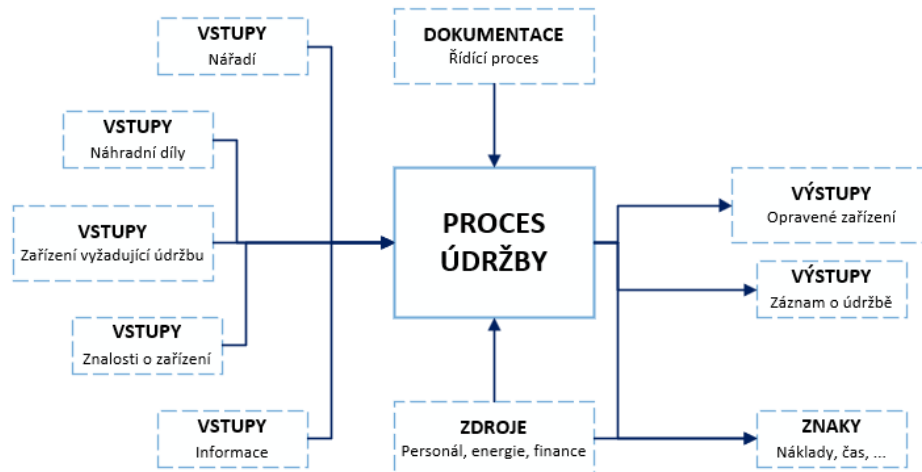 VSTUPY
Nářadí
DOKUMENTACE
Řídící proces
VSTUPY
Náhradní díly
VSTUPY
Zařízení vyžadující údržbu
VSTUPY
Znalosti o zařízení
VSTUPY
Informace
PROCES
ÚDRŽBY
ZDROJE
Personál, energie, finance
VÝSTUPY
Opravené zařízení
VÝSTUPY
Záznam o údržbě
ZNAKY
Náklady, čas, ...